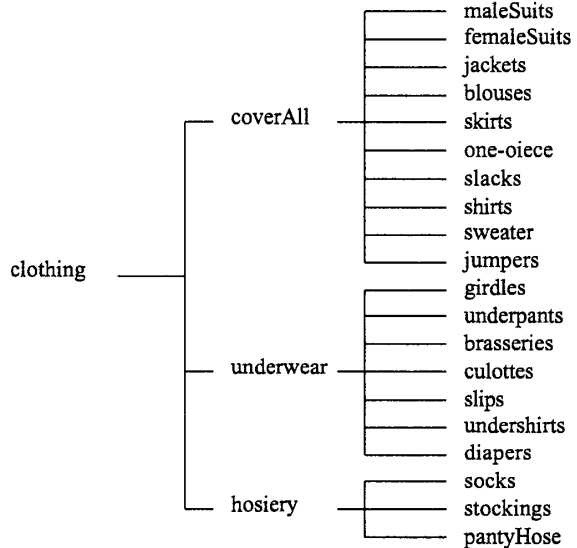 maleSuits
femaleSuits
jackets
blouses
coverAll
skirts
one-oiece
slacks
shirts
sweater
jumpers
clothing
girdles
underpants
brasseries
underwear
culottes
slips
undershirts
diapers
socks
hosiery
stockings
pantyHose